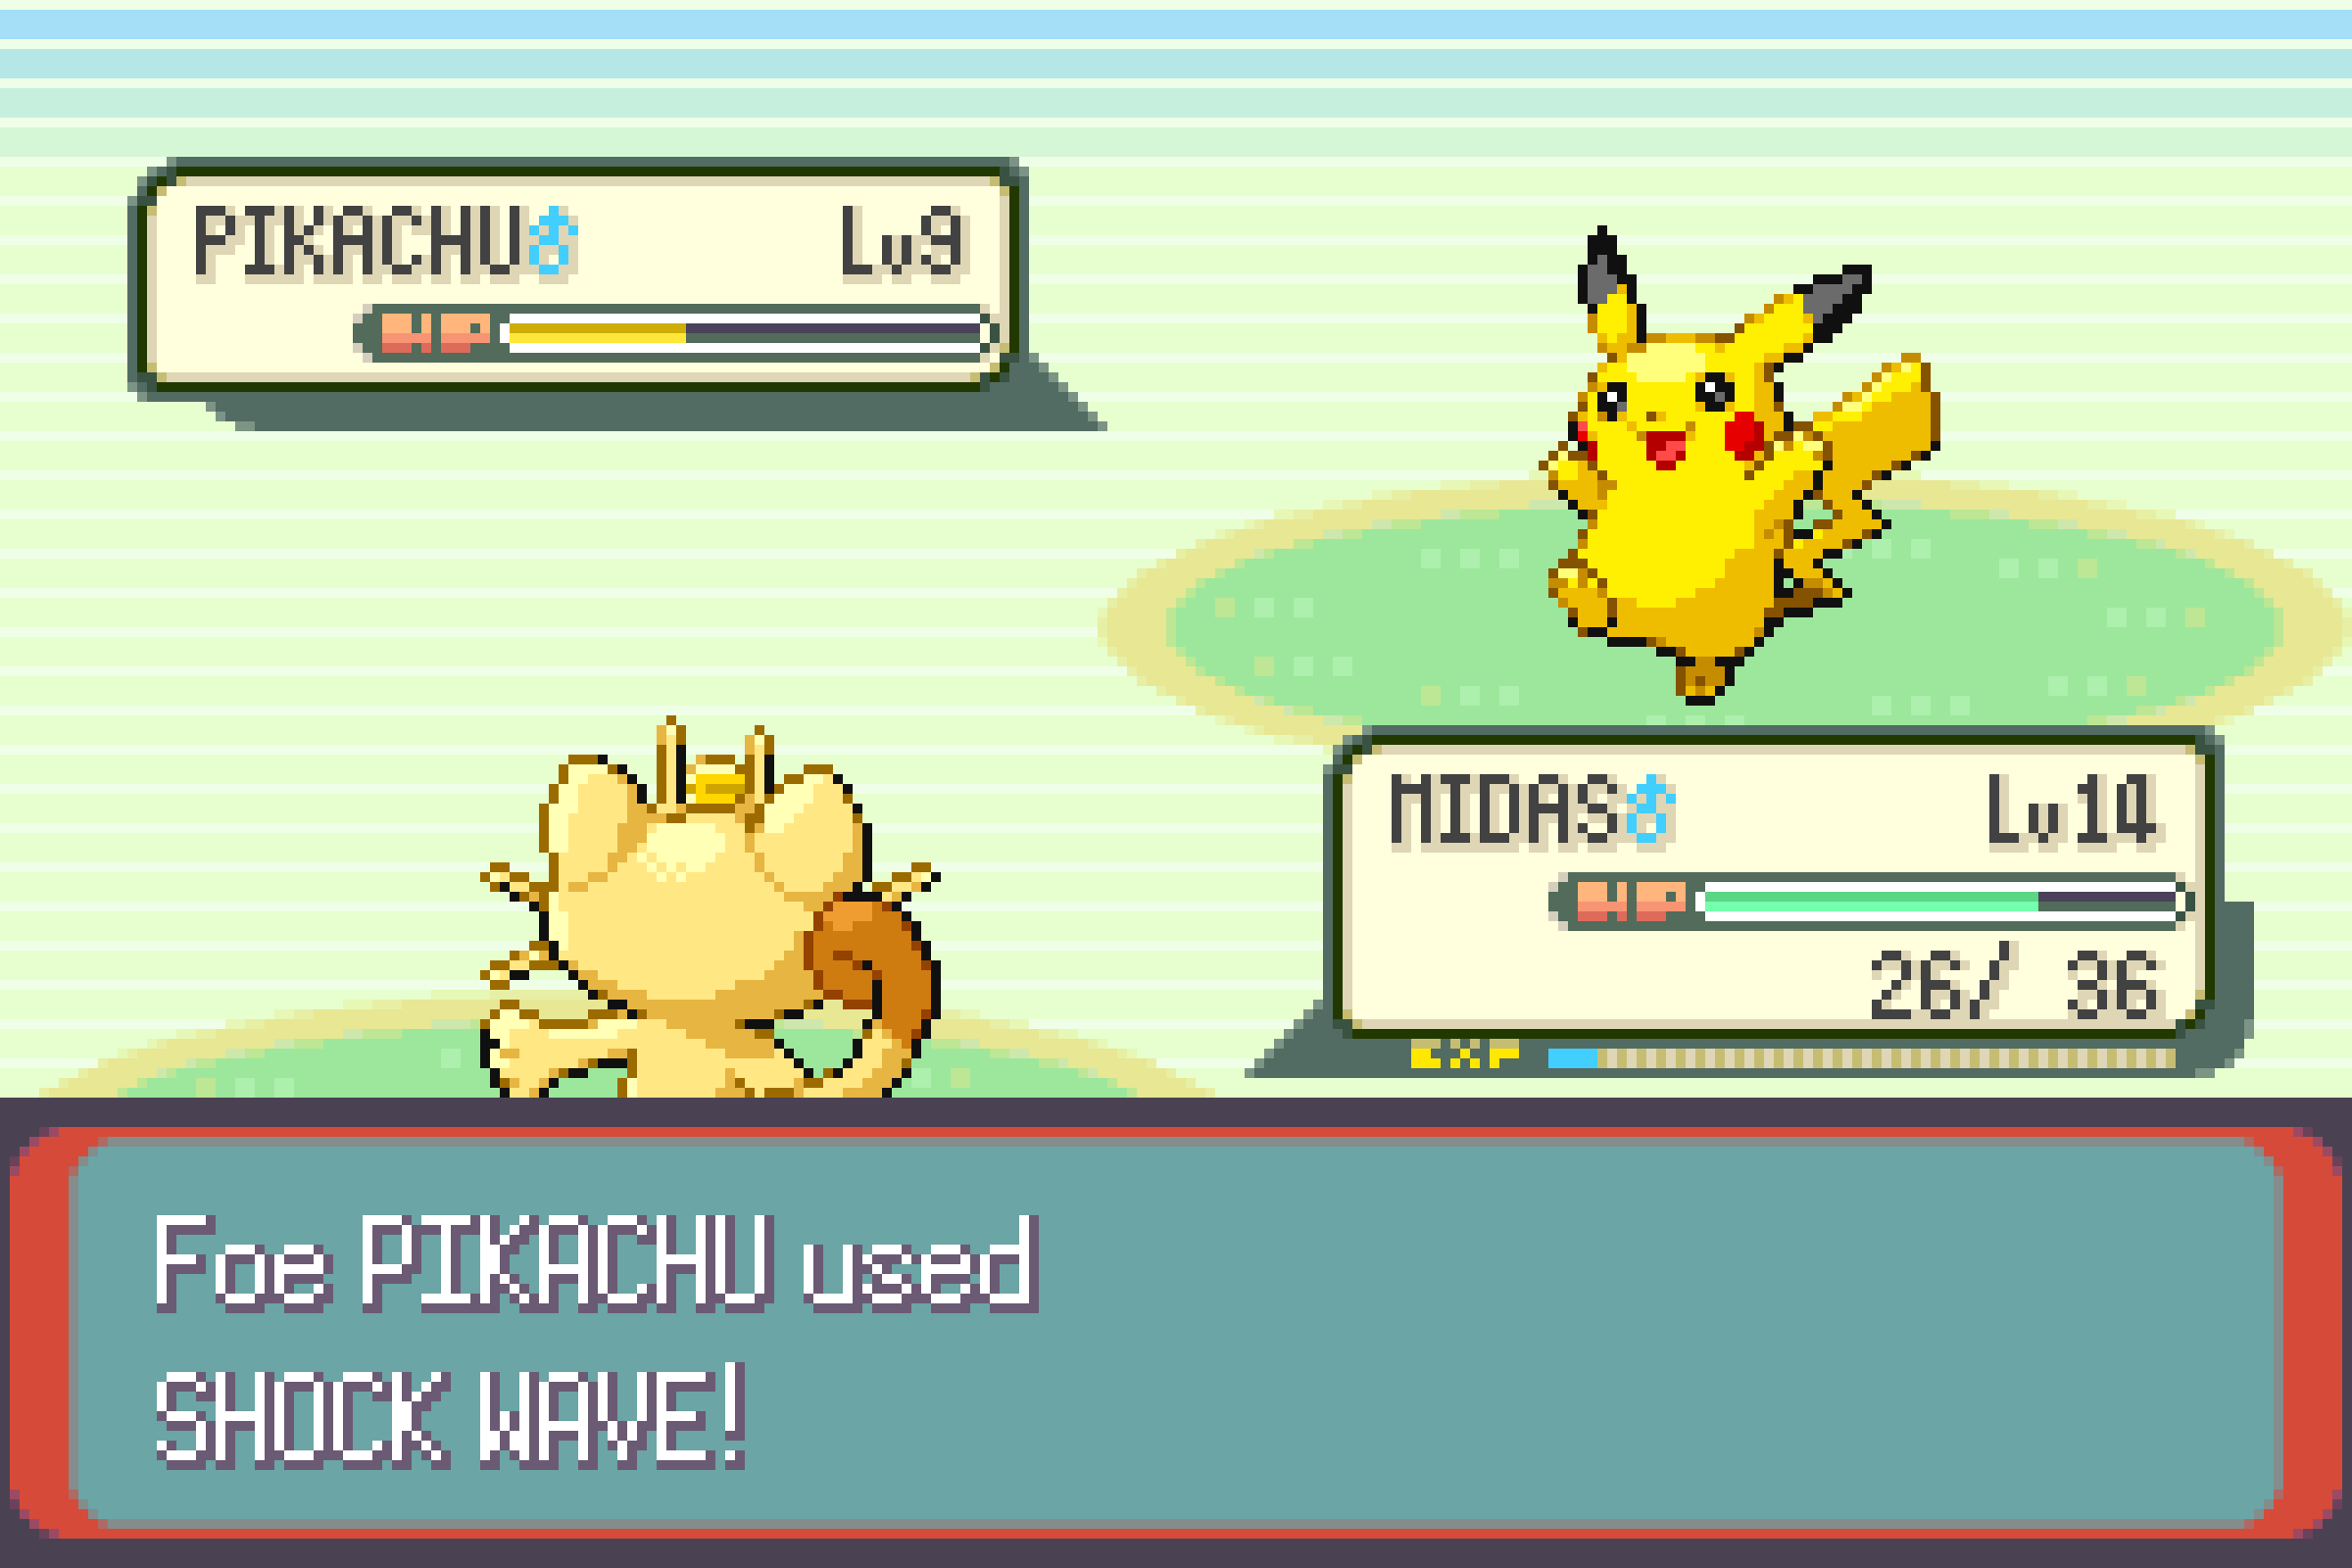 PIKACHU♂ Lv9
HP
MIDAS♂ Lv14
HP
26/ 36
EXP
Foe PIKACHU used
SHOCK WAVE!